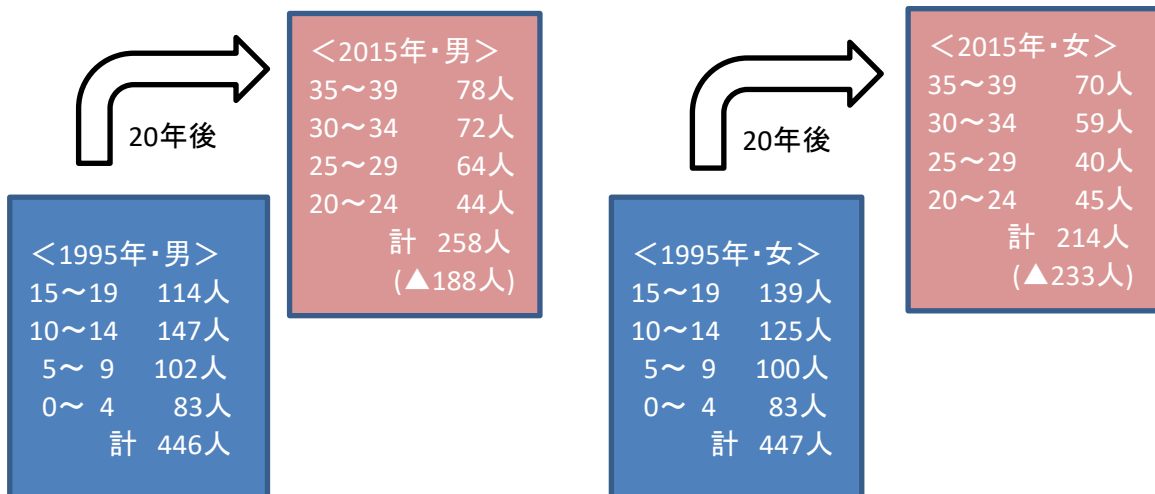 20年後
＜2015年・男＞
35～39 78人
30～34 72人
25～29 64人
20～24 44人
計 258人
(▲188人)
＜1995年・男＞
15～19 114人
10～14 147人
5～ 9 102人
0～ 4 83人
計 446人
20年後
＜2015年・女＞
35～39 70人
30～34 59人
25～29 40人
20～24 45人
計 214人
(▲233人)
＜1995年・女＞
15～19 139人
10～14 125人
5～ 9 100人
0～ 4 83人
計 447人